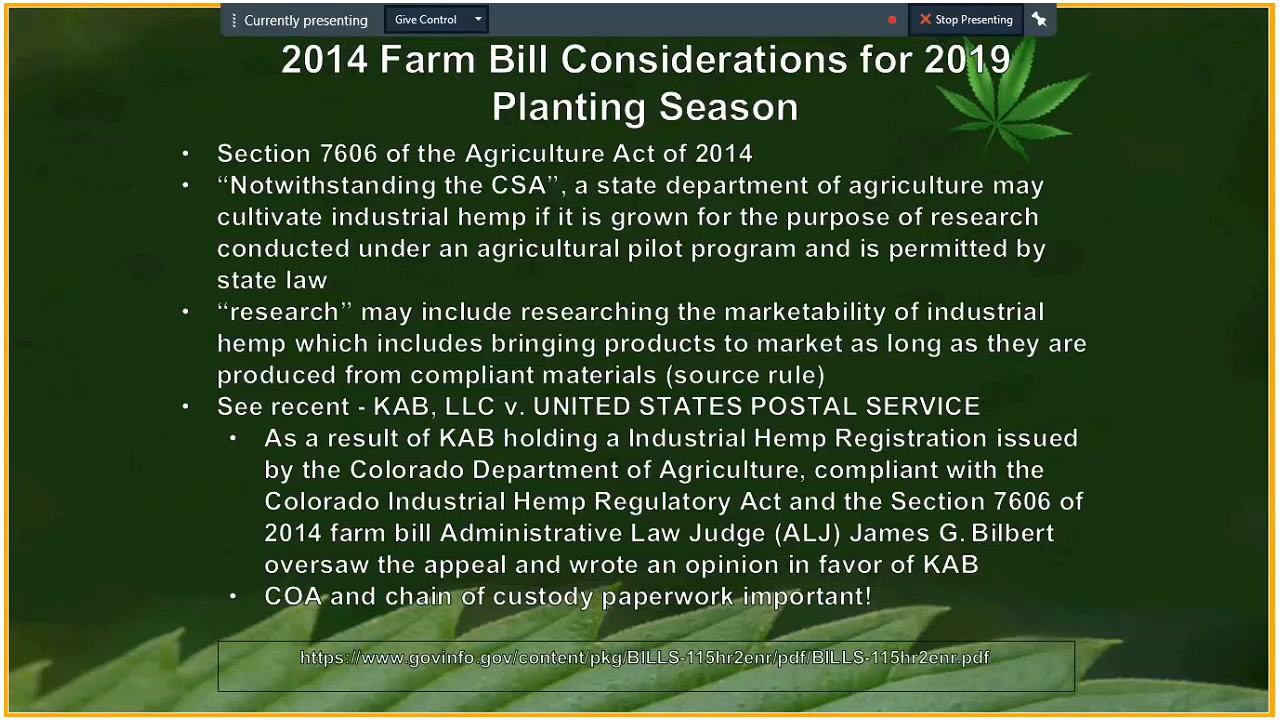 Currently presenting Give Control Stop Presenting
2014 Farm Bill Considerations for 2019
Planting Season
• Section 7606 of the Agriculture Act of 2014
• “Notwithstanding the CSA”, a state department of agriculture may
cultivate industrial hemp if it is grown for the purpose of research
conducted under an agricultural pilot program and is permitted by
state law
• “research” may include researching the marketability of industrial
hemp which includes bringing products to market as long as they are
produced from compliant materials (source rule)
• See recent - KAB, LLC v. UNITED STATES POSTAL SERVICE
• As a result of KAB holding a Industrial Hemp Registration issued
by the Colorado Department of Agriculture, compliant with the
Colorado Industrial Hemp Regulatory Act and the Section 7606 of
2014 farm bill Administrative Law Judge (ALJ) James G. Bilbert
oversaw the appeal and wrote an opinion in favor of KAB
• COA and chain of custody paperwork important!
https://www.govinfo.gov/content/pkg/BILLS-115hr2enr/pdf/BILLS-115hr2enr.pdf